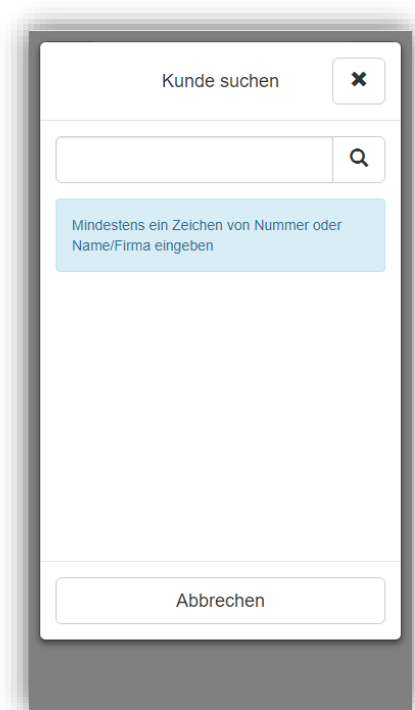 Kunde suchen
Mindestens ein Zeichen von Nummer oder
Name/Firma eingeben
Abbrechen